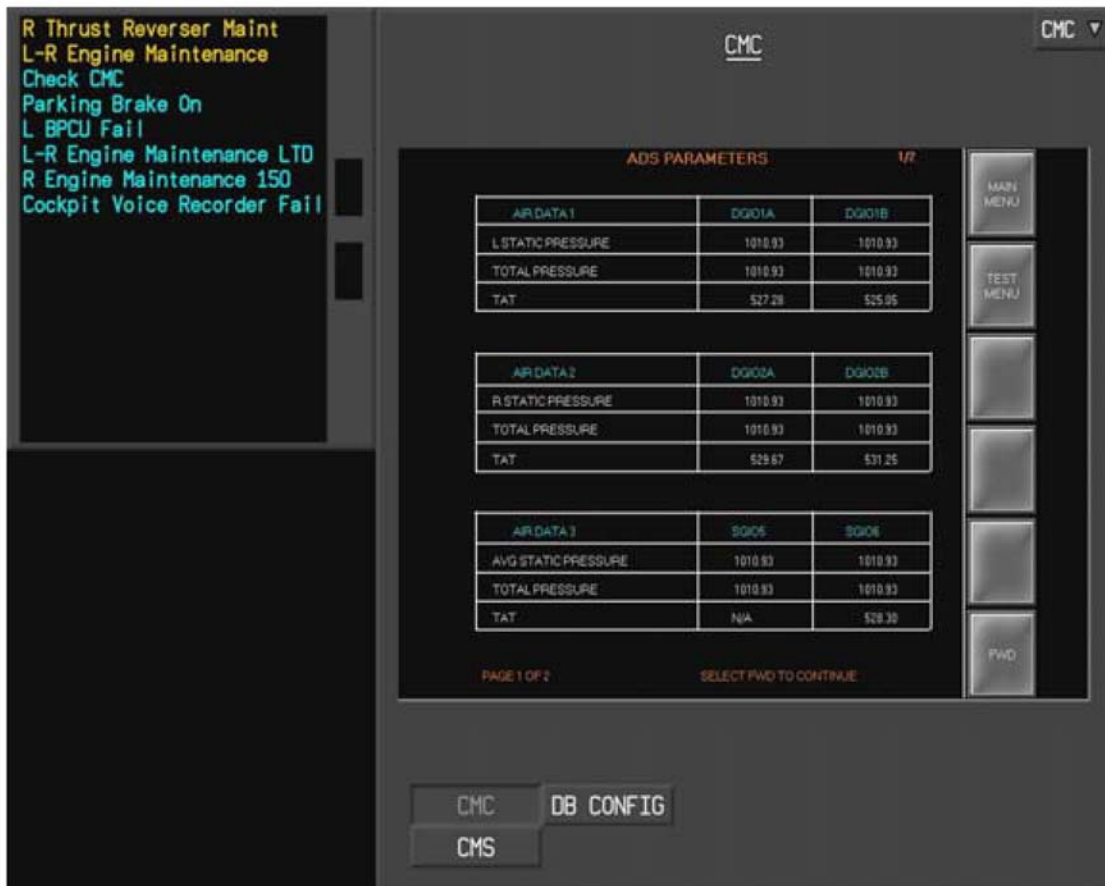 R Thrust Reverser Maint
L-R Engine Maintenance
Check CMC
Parking Brake On
L BPCU Fail
L-R Engine Maintenance LTD
R Engine Maintenance 150
Cockpit Voice Recorder Fail
CMC
CMC
ADS PARAMETERS 1/2
AIR DATA 1 DGIO1A DGIO1B
L STATIC PRESSURE 1010.93 1010.93
TOTAL PRESSURE 1010.93 1010.93
TAT 527.28 525.05
AIR DATA 2 DGIO2A DGIO2B
R STATIC PRESSURE 1010.93 1010.93
TOTAL PRESSURE 1010.93 1010.93
TAT 529.67 531.25
AIR DATA 3 SGIO5 SGIO6
AVG STATIC PRESSURE 1010.93 1010.93
TOTAL PRESSURE 1010.93 1010.93
TAT N/A 528.30
PAGE 1 OF 2 SELECT FWD TO CONTINUE
MAIN
MENU
TEST
MENU
FWD
CMC DB CONFIG
CMS